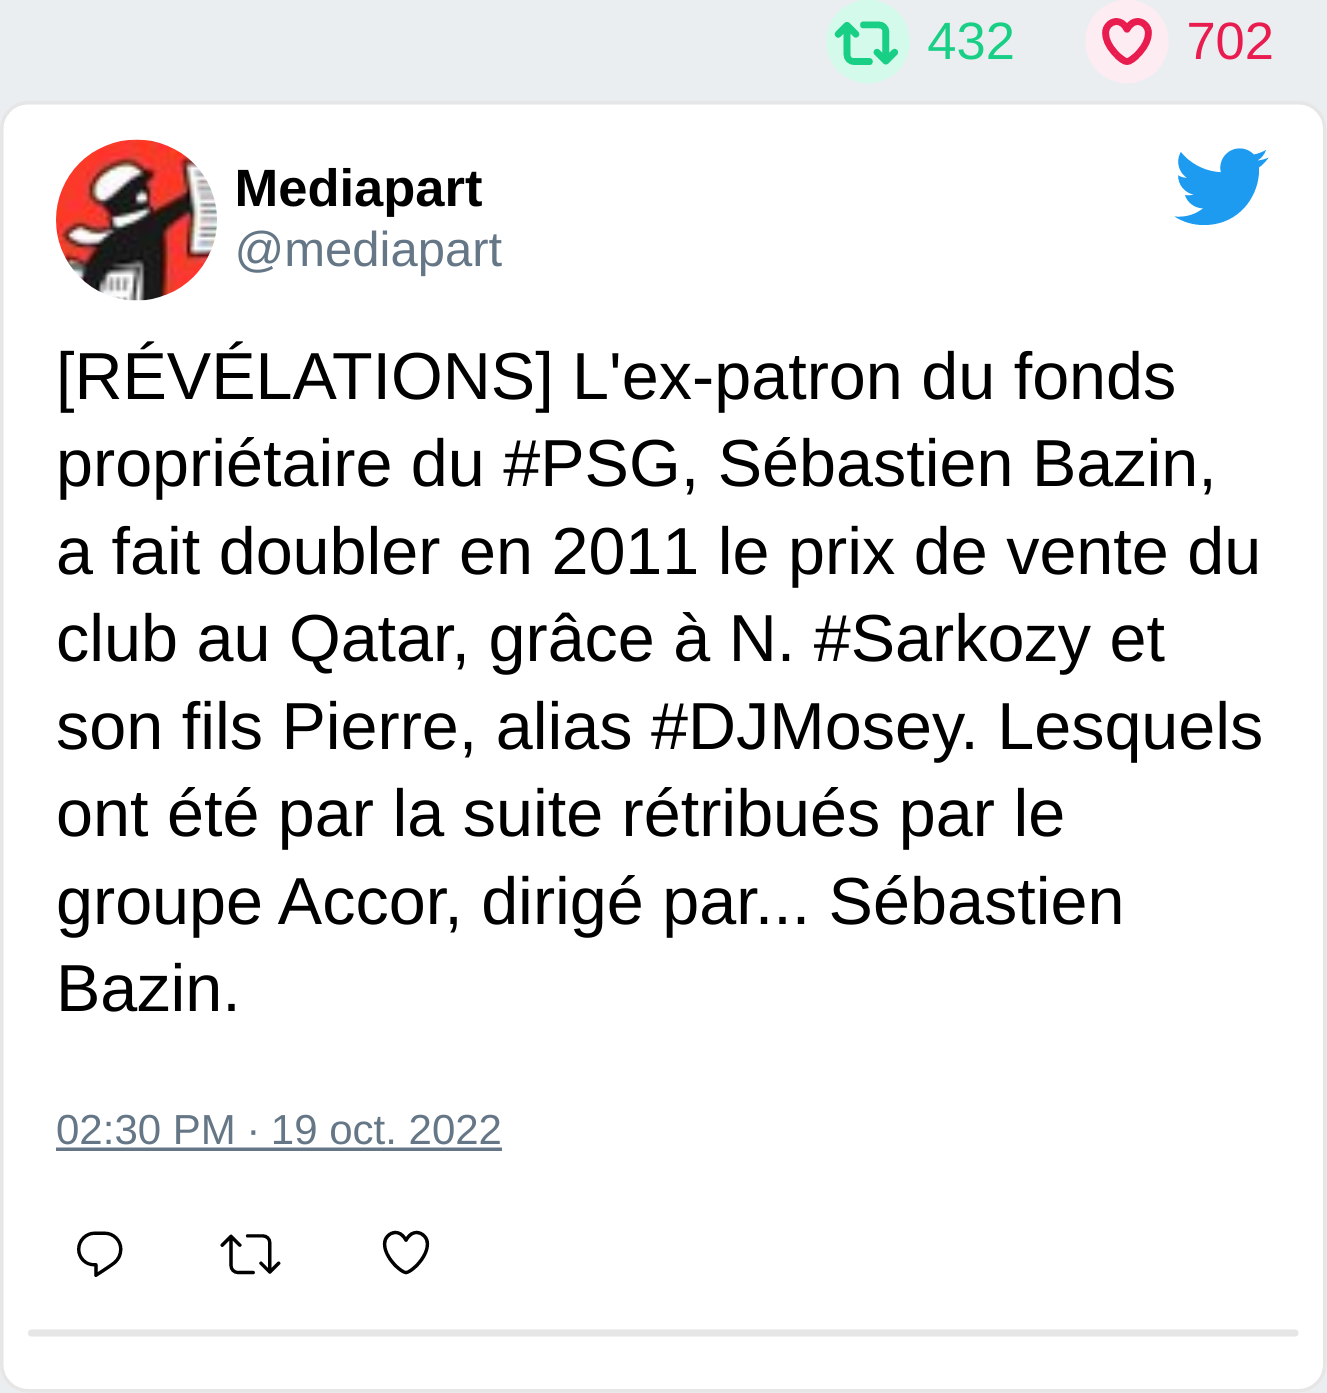 432 702
Mediapart
@mediapart
[RÉVÉLATIONS] L'ex-patron du fonds
propriétaire du #PSG, Sébastien Bazin,
a fait doubler en 2011 le prix de vente du
club au Qatar, grâce à N. #Sarkozy et
son fils Pierre, alias #DJMosey. Lesquels
ont été par la suite rétribués par le
groupe Accor, dirigé par... Sébastien
Bazin.
02:30 PM · 19 oct. 2022